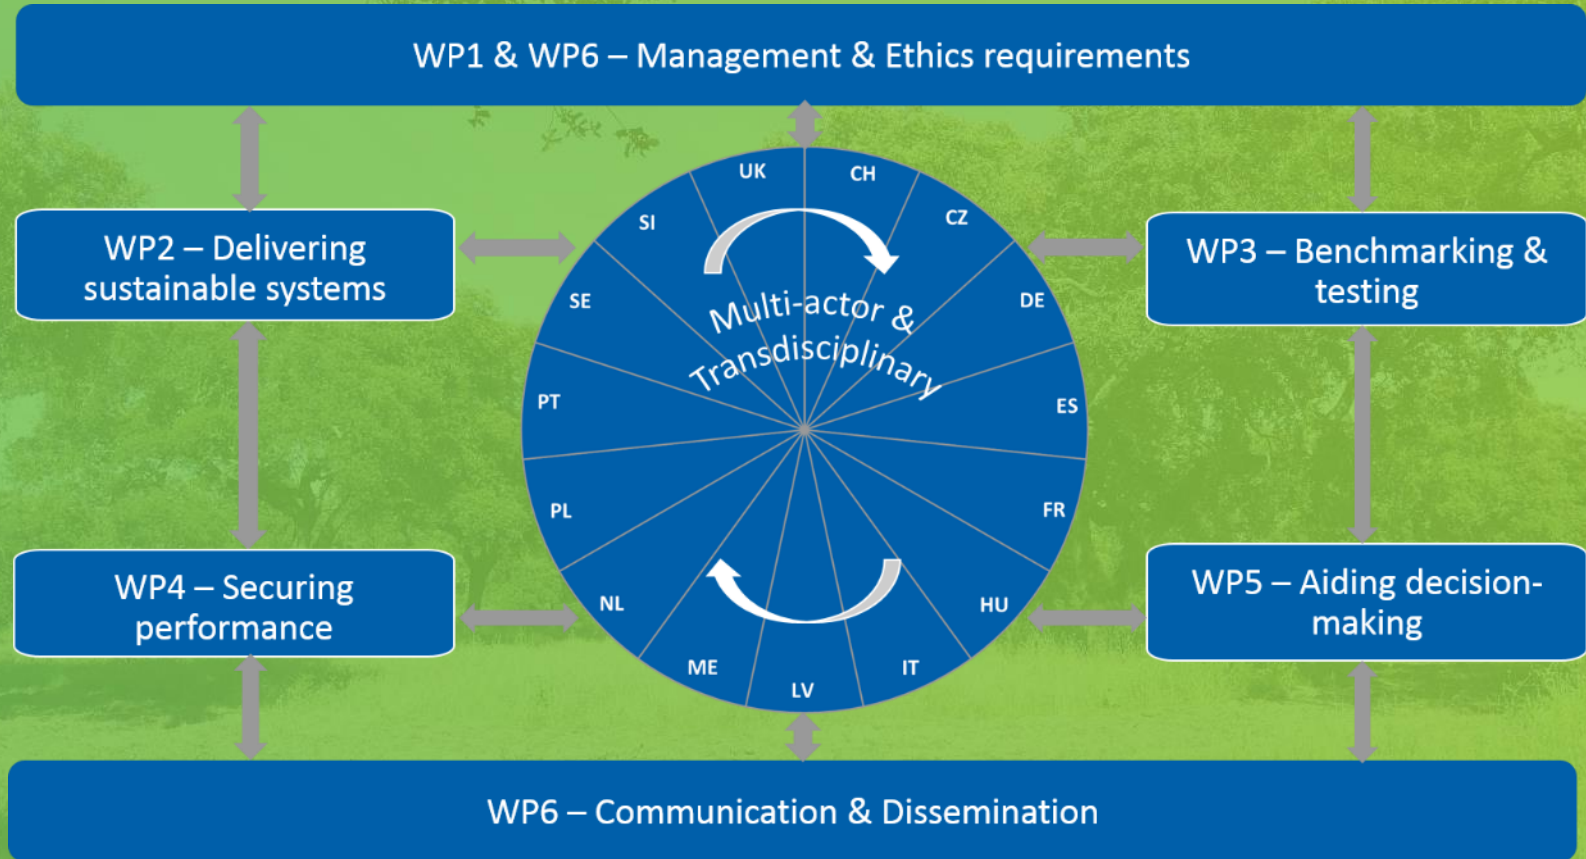 WP1 & WP6 – Management & Ethics requirements
UK
CH
SI
CZ
WP2 – Delivering
sustainable systems
WP3 – Benchmarking &
testing
SE
DE
Multi-actor &
Transdisciplinary
PT
ES
PL
FR
WP4 – Securing
performance
WP5 – Aiding decision-
making
NL
HU
ME
IT
LV
WP6 – Communication & Dissemination